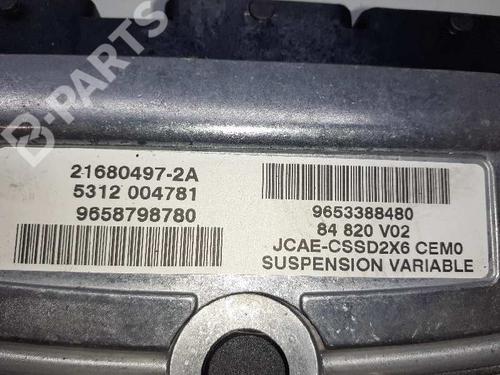 B-PARTS
21680497-2A
5312 004781
9658798780
9653388480
84 820 V02
JCAE-CSSD2X6 CEM0
SUSPENSION VARIABLE